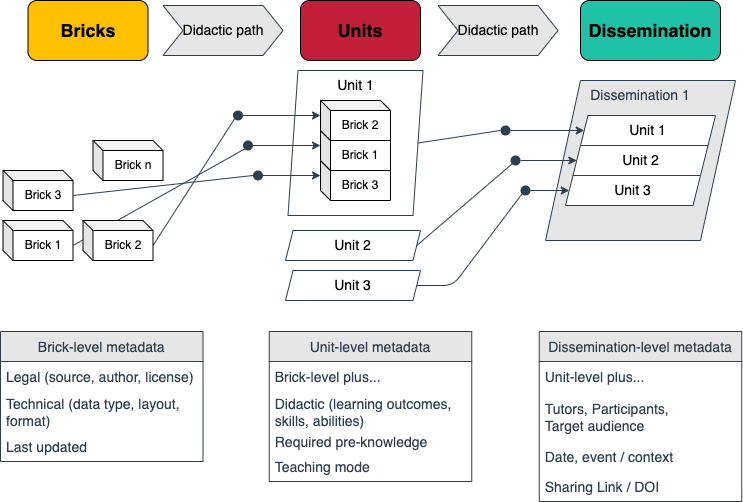 Bricks
Didactic path
Units
Didactic path
Dissemination
Unit 1
Brick 2
Brick 1
Brick 3
Dissemination 1
Unit 1
Unit 2
Unit 3
Brick n
Brick 3
Brick 1
Brick 2
Unit 2
Unit 3
Brick-level metadata
Legal (source, author, license)
Technical (data type, layout,
format)
Last updated
Unit-level metadata
Brick-level plus...
Didactic (learning outcomes,
skills, abilities)
Required pre-knowledge
Teaching mode
Dissemination-level metadata
Unit-level plus...
Tutors, Participants,
Target audience
Date, event / context
Sharing Link / DOI